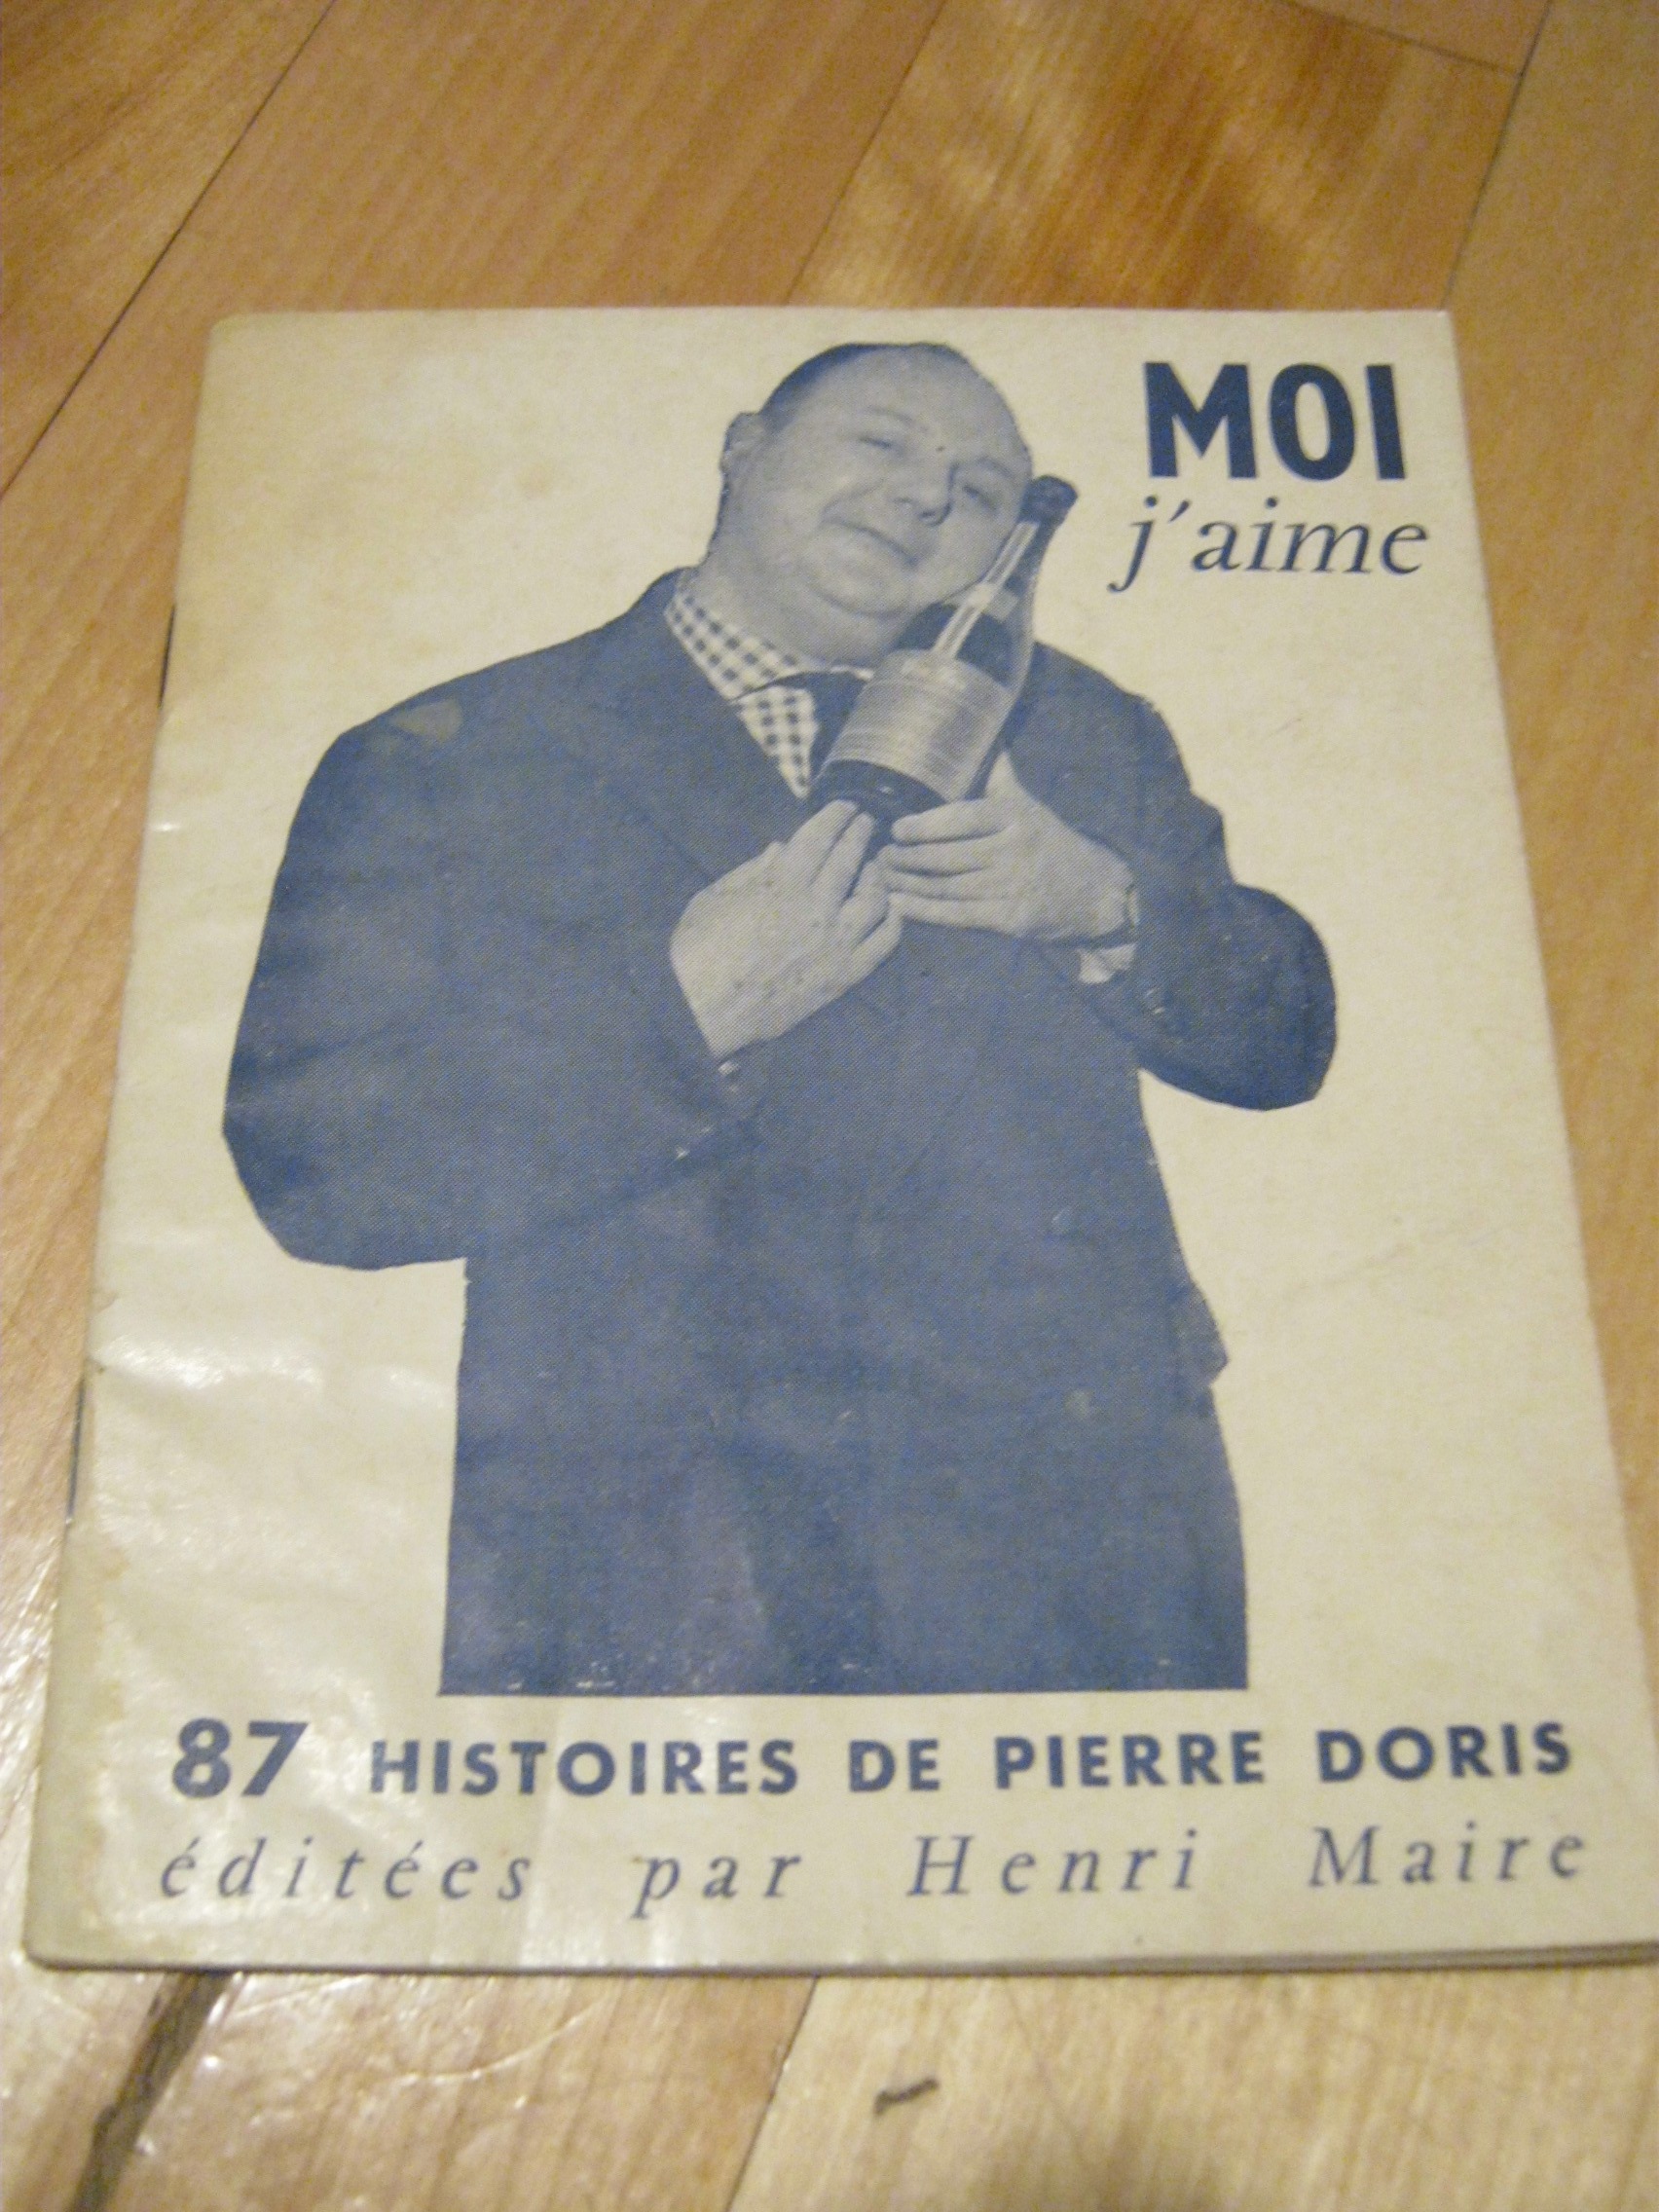 MOI
j'aime
87 HISTOIRES DE PIERRE DORIS
éditées par Henri Maire